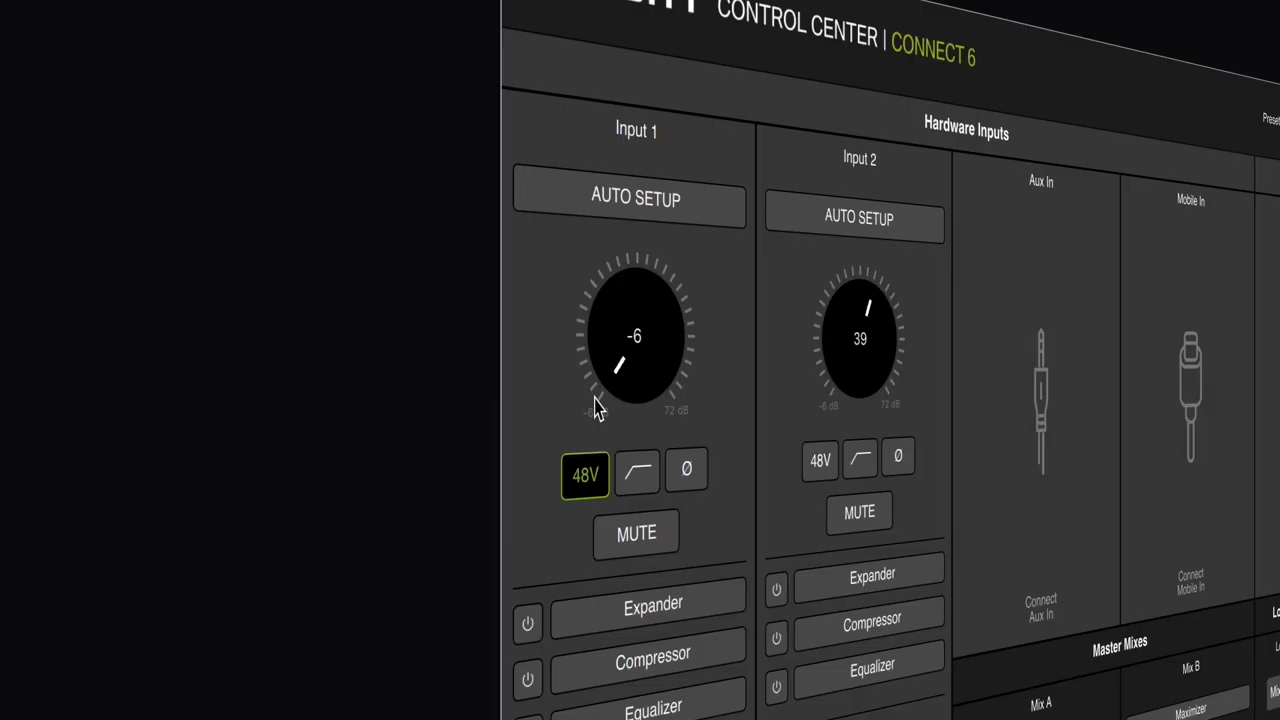 CONTROL CENTER | CONNECT 6
Hardware Inputs
Input 1
Input 2
Aux In
Mobile In
AUTO SETUP
AUTO SETUP
-6
39
72 dB
-6 dB
72 dB
48V
Ø
48V
Ø
MUTE
MUTE
Expander
Compressor
Equalizer
Expander
Compressor
Equalizer
Connect
Aux In
Connect
Mobile In
Master Mixes
Mix A
Mix B
Maximizer